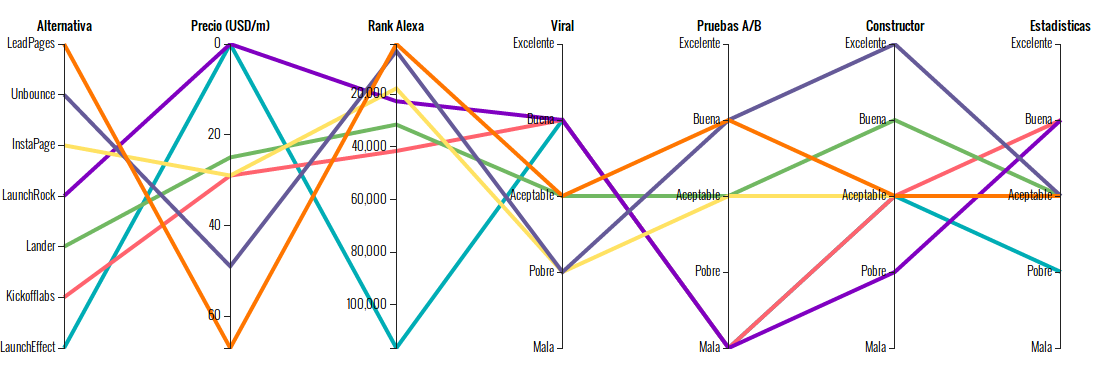 Alternativa
LeadPages
Unbounce
InstaPage
LaunchRock
Lander
Kickofflabs
LaunchEffect
Precio (USD/m)
0
20
40
60
Rank Alexa
20,000
40,000
60,000
80,000
100,000
Viral
Excelente
Buena
Aceptable
Pobre
Mala
Pruebas A/B
Excelente
Buena
Aceptable
Pobre
Mala
Constructor
Excelente
Buena
Aceptable
Pobre
Mala
Estadisticas
Excelente
Buena
Aceptable
Pobre
Mala